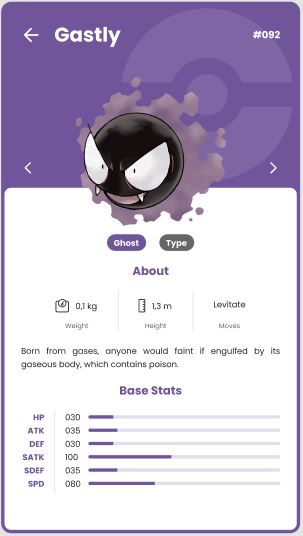 Gastly
#092
Ghost
Type
About
0,1 kg
1,3 m
Levitate
Weight
Height
Moves
Born from gases, anyone would faint if engulfed by its
gaseous body, which contains poison.
Base Stats
HP 030
ATK 035
DEF 030
SATK 100
SDEF 035
SPD 080